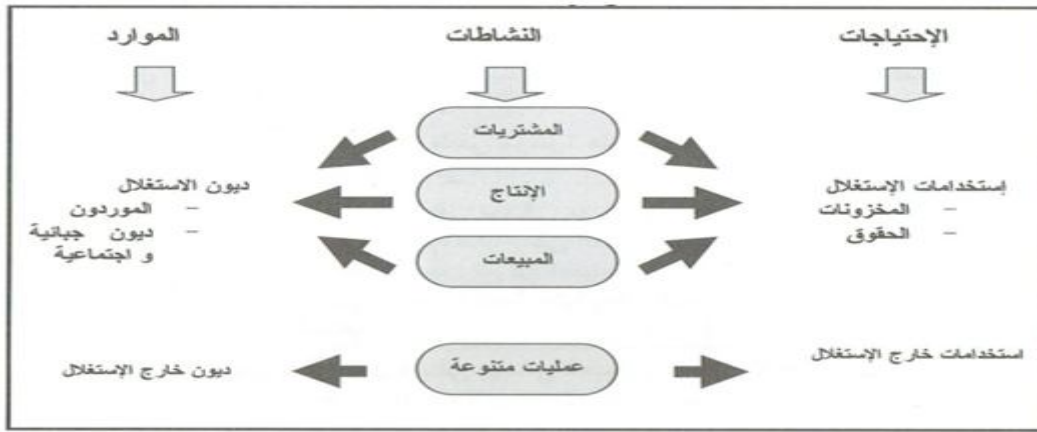 الإحتياجات
النشاطات
الموارد
المشتريات
الإنتاج
المبيعات
إستخدامات الإستغلال
– المخزونات
– الحقوق
ديون الاستغلال
– الموردون
– ديون جبائية
و اجتماعية
عمليات متنوعة
استخدامات خارج الإستغلال
ديون خارج الإستغلال